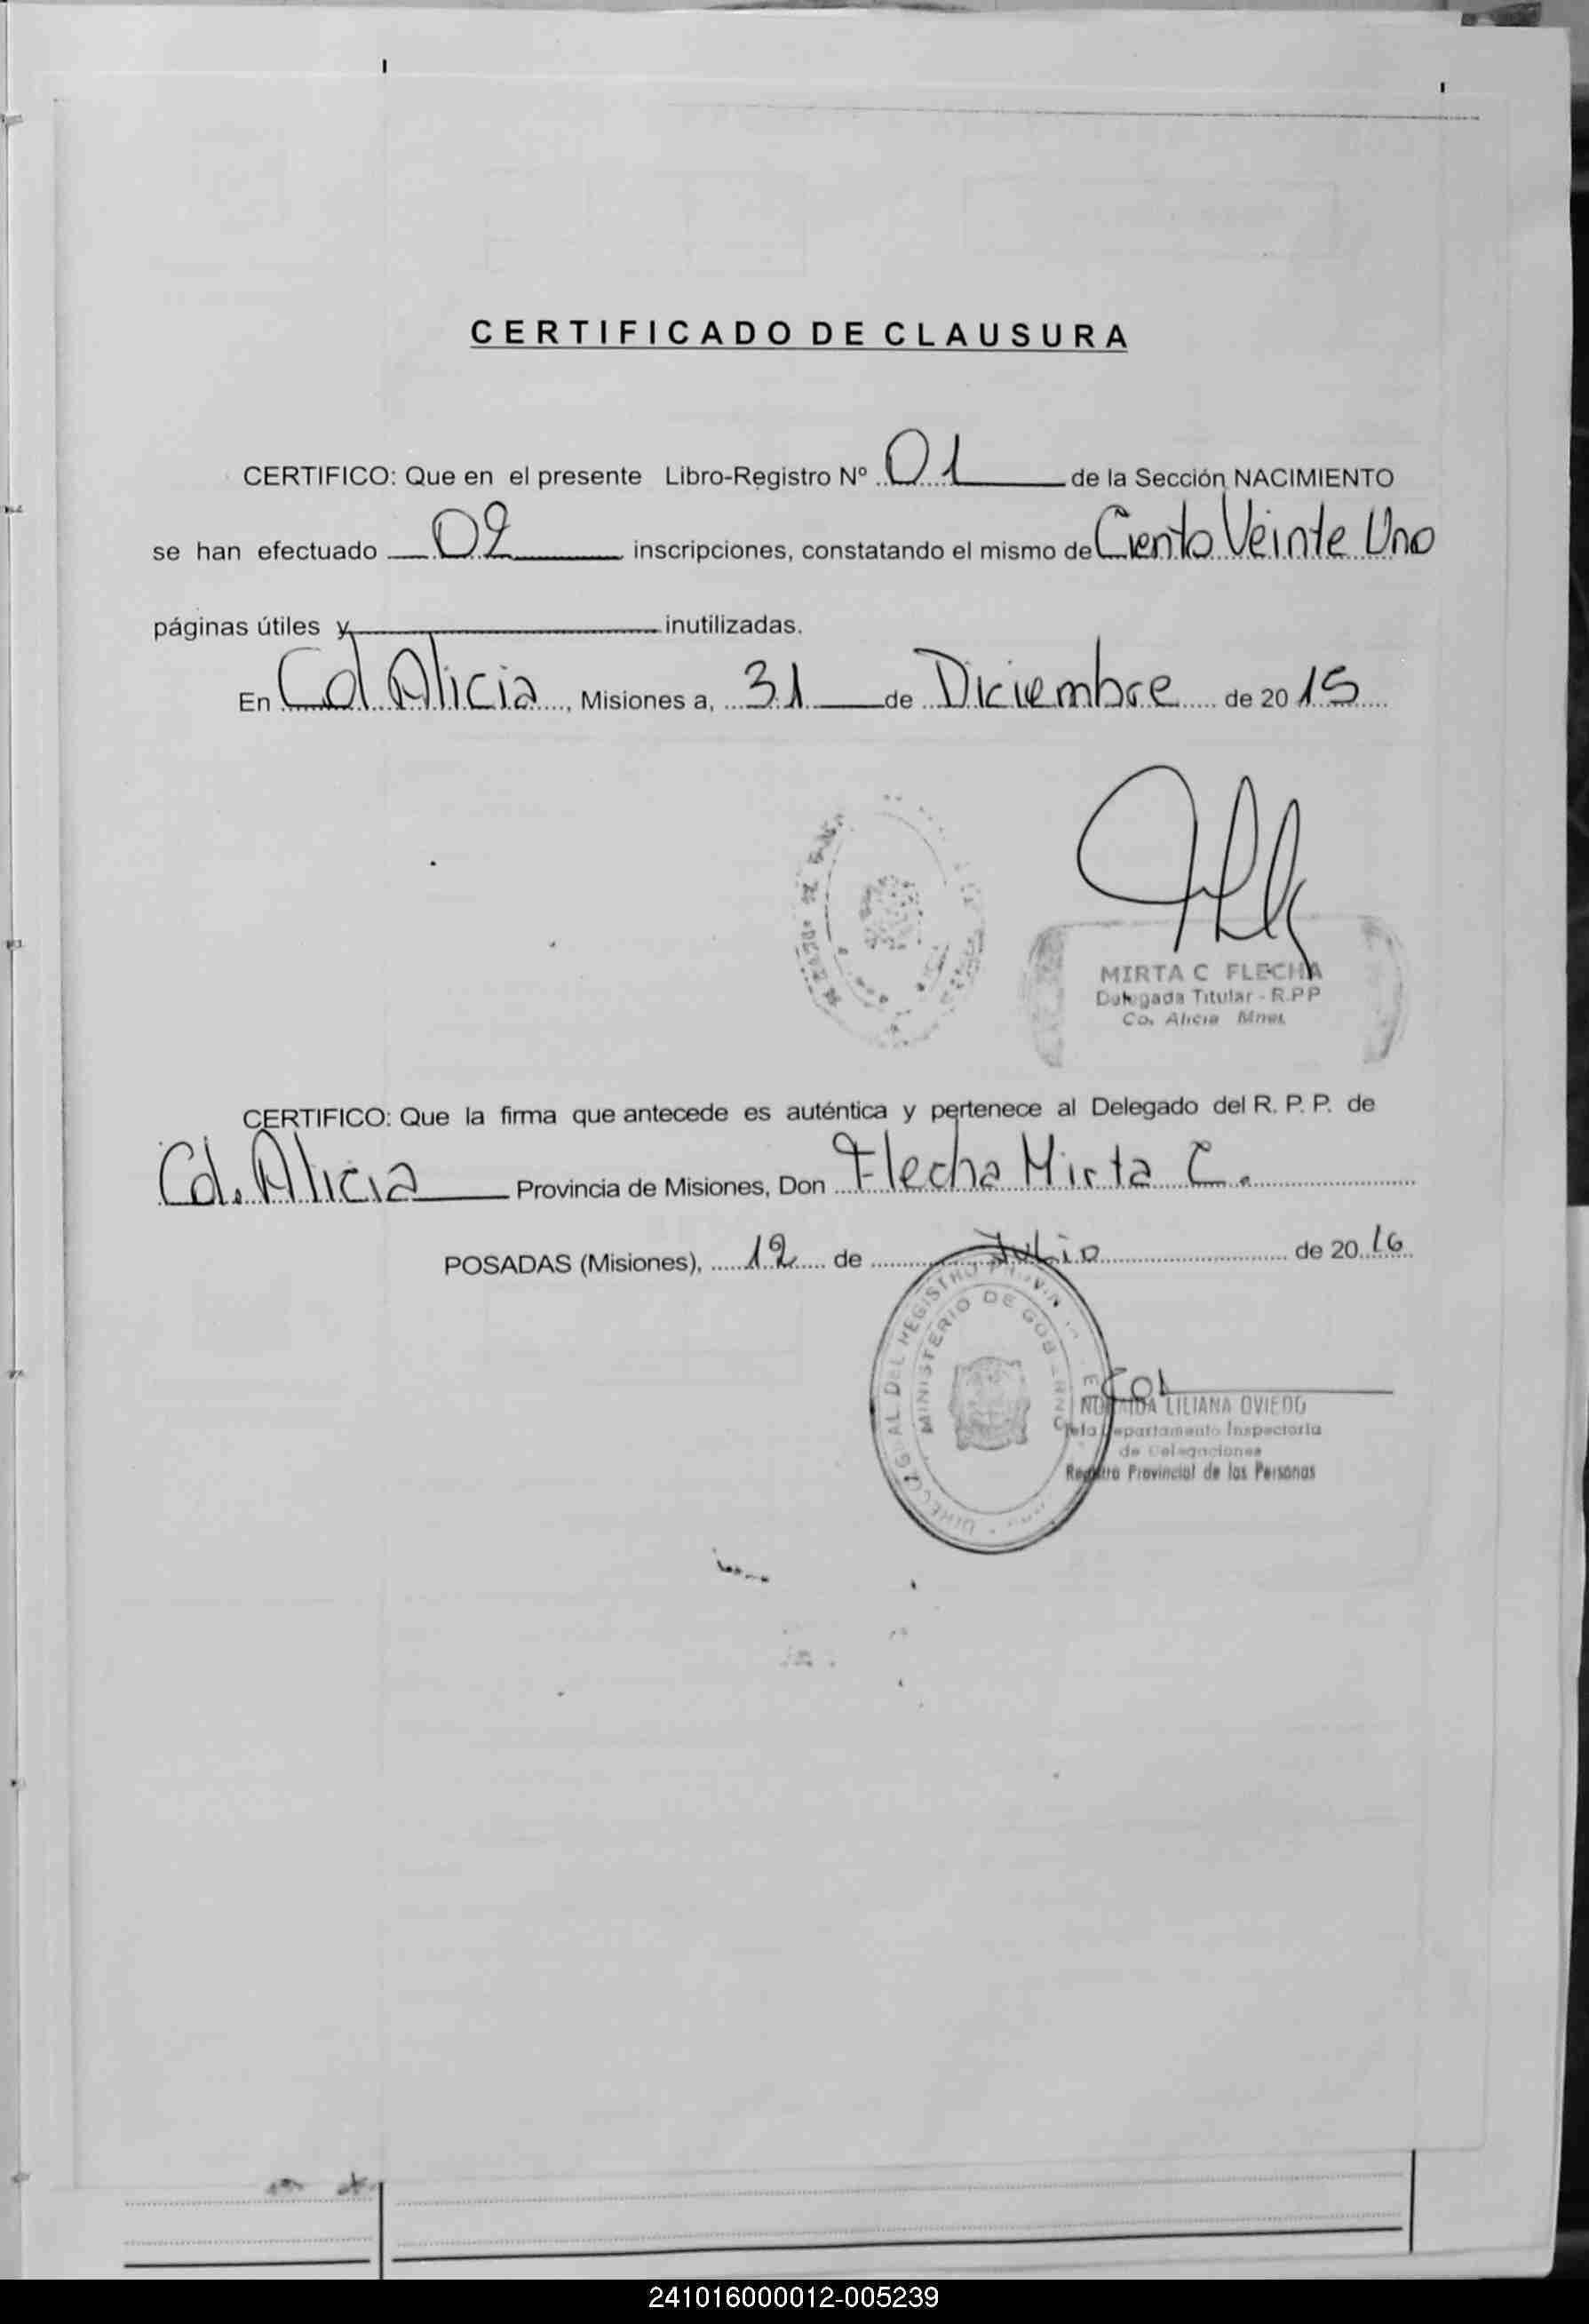 CERTIFICADO DE CLAUSURA
CERTIFICO: Que en el presente Libro-Registro Nº 01 de la Sección NACIMIENTO
se han efectuado 02 inscripciones, constatando el mismo de Ciento Veinte Uno
páginas útiles y inutilizadas.
En Cd Alicia, Misiones a, 31 de Diciembre de 2015
MIRTA C FLECHA
Delegada Titular - R.P.P
Co. Alicia Mnes.
CERTIFICO: Que la firma que antecede es auténtica y pertenece al Delegado del R. P. P. de
Cd. Alicia Provincia de Misiones, Don Flecha Mirta C.
POSADAS (Misiones), 12 de Julio de 2016
MINISTERIO DE GOBIERNO
LILIANA OVIEDO
Departamento Inspectoria
de Delegaciones
Registro Provincial de las Personas
241016000012-005239